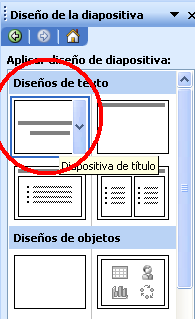 Diseño de la diapositiva
Aplicar diseño de diapositiva:
Diseños de texto
Diapositiva de título
Diseños de objetos